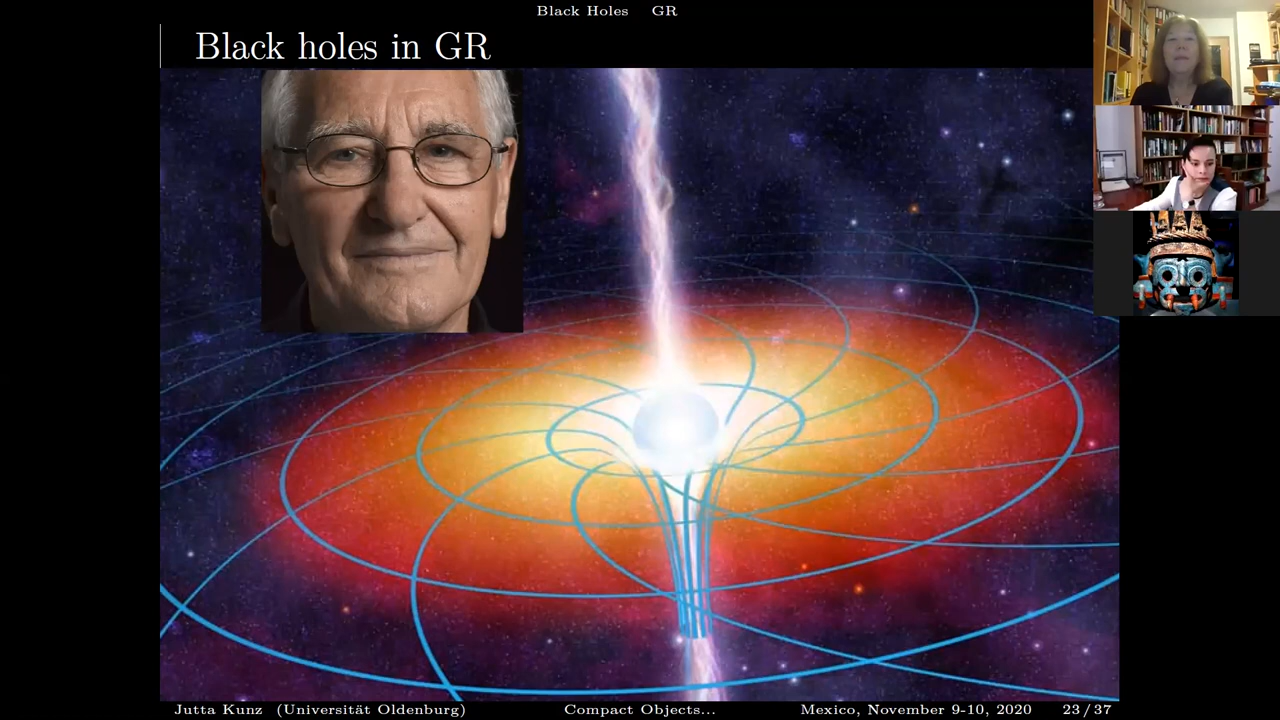 Black Holes GR
Black holes in GR
Jutta Kunz (Universität Oldenburg) Compact Objects... Mexico, November 9-10, 2020 23/37